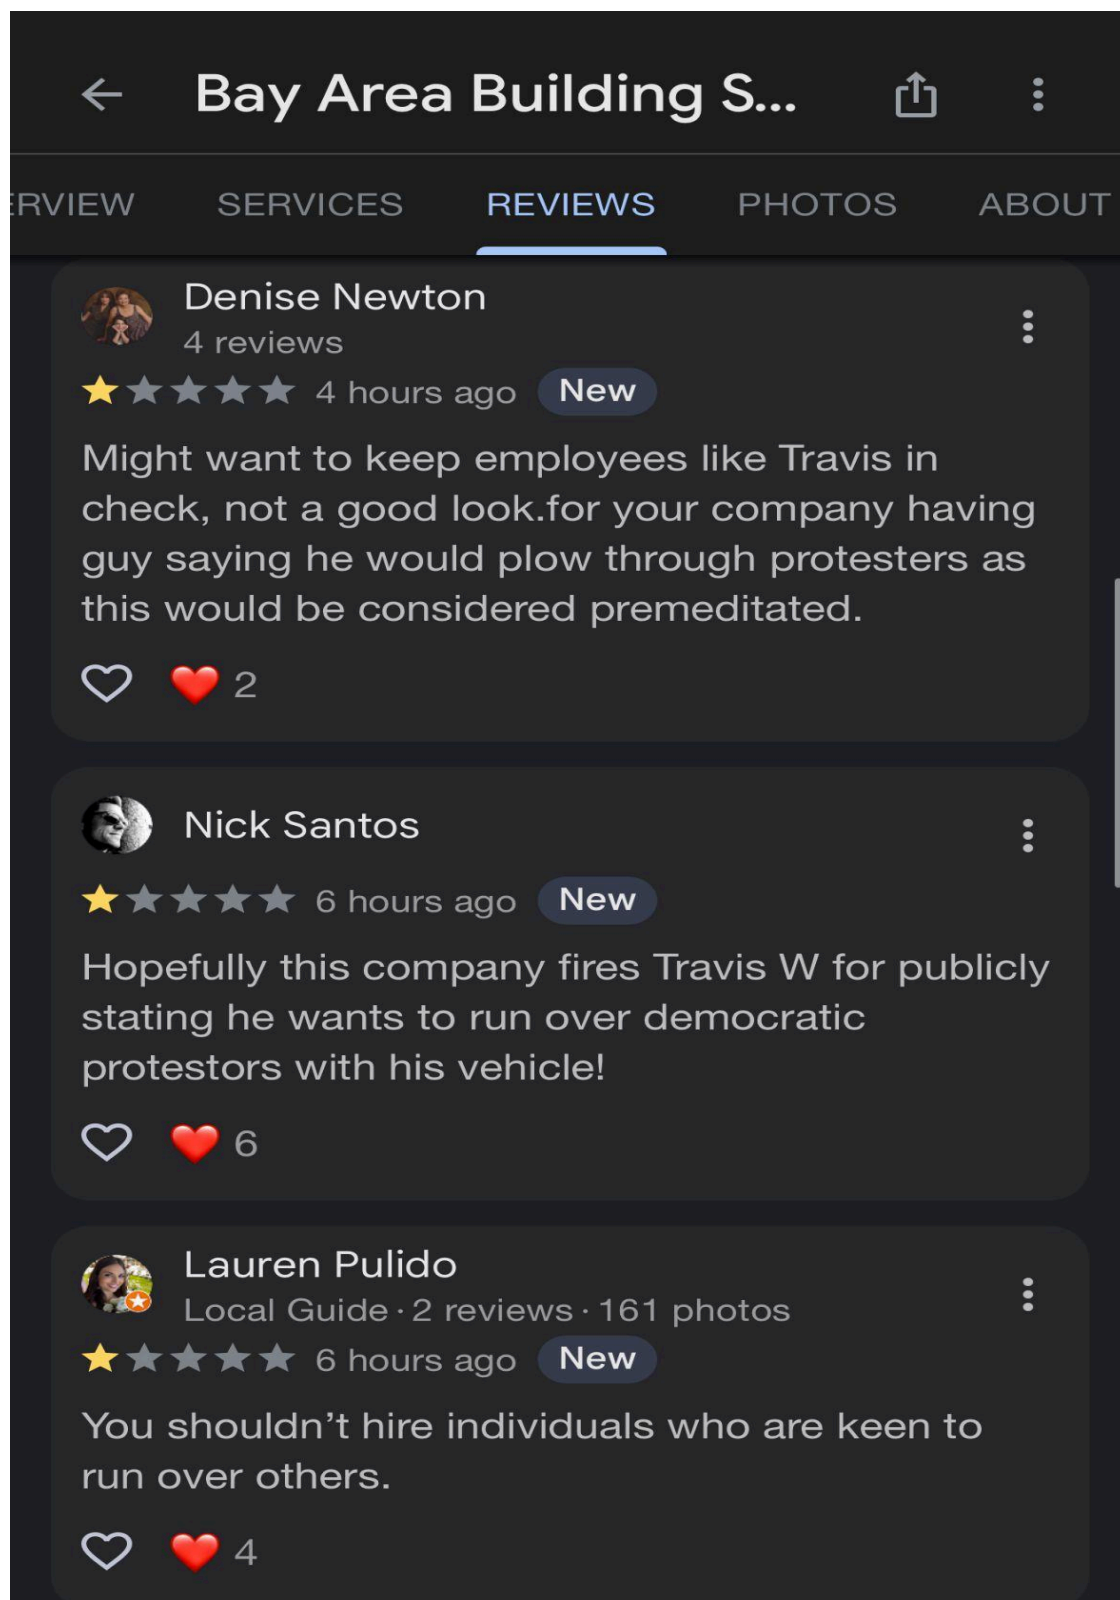 Bay Area Building S...
ERVIEW SERVICES REVIEWS PHOTOS ABOUT
Denise Newton
4 reviews
4 hours ago New
Might want to keep employees like Travis in
check, not a good look.for your company having
guy saying he would plow through protesters as
this would be considered premeditated.
2
Nick Santos
6 hours ago New
Hopefully this company fires Travis W for publicly
stating he wants to run over democratic
protestors with his vehicle!
6
Lauren Pulido
Local Guide · 2 reviews · 161 photos
6 hours ago New
You shouldn’t hire individuals who are keen to
run over others.
4